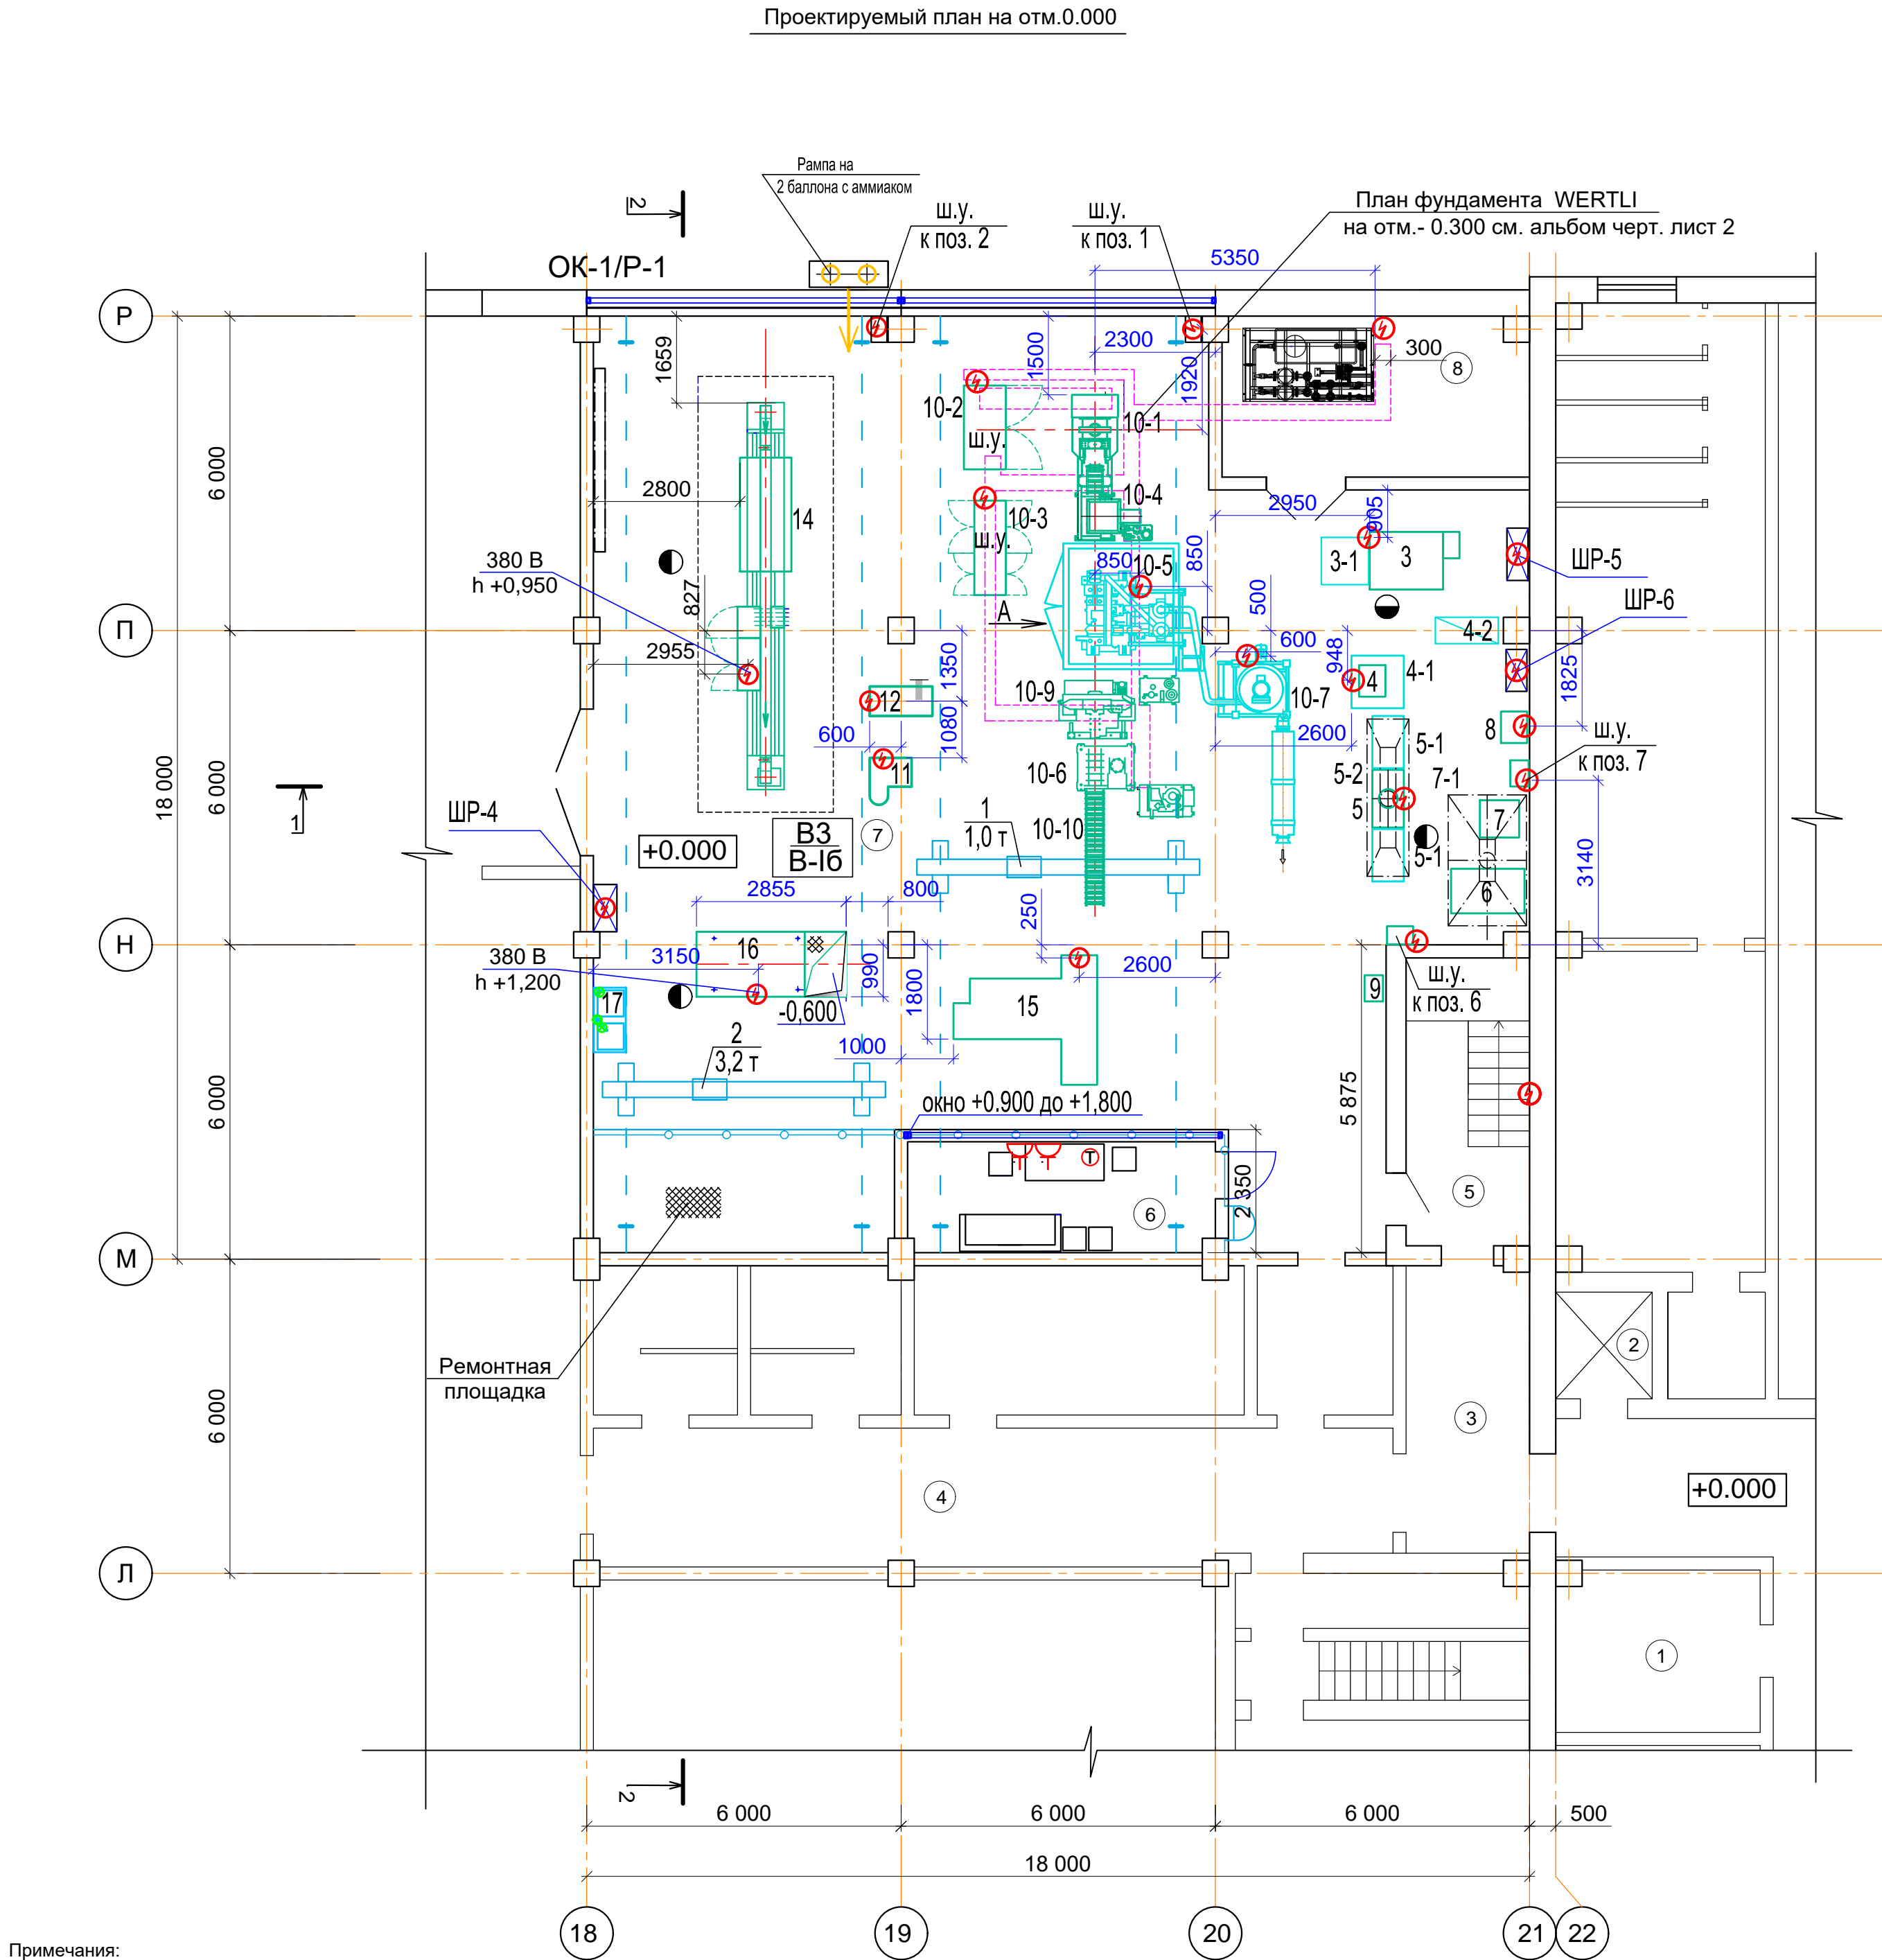 Проектируемый план на отм.0.000
Рампа на
2 баллона с аммиаком
2
ш.у.
к поз. 2
ш.у.
к поз. 1
План фундамента WERTLI
на отм.- 0.300 см. альбом черт. лист 2
ОК-1/Р-1
5350
Р
1659
1500
2300
1920
300
8
10-2
ш.у.
10-1
6 000
2800
14
10-3
ш.у.
10-4
2950
905
380 В
h +0,950
827
850
10-5
850
3-1
3
ШР-5
А
500
ШР-6
П
2955
1350
600
948
4-2
4-1
4
1825
12
10-9
10-7
1080
600
11
2600
8
ш.у.
к поз. 7
5-1
5-2
7-1
5
7
10-6
18 000
6 000
1
ШР-4
+0.000
В3
В-Iб
7
1
1,0 т
10-10
5-1
6
3140
2855
800
250
Н
380 В
h +1,200
3150
16
990
1800
2600
ш.у.
к поз. 6
9
17
-0,600
15
2
3,2 т
1000
6 000
окно +0.900 до +1,800
5 875
Т
2 350
6
5
М
Ремонтная
площадка
2
3
6 000
4
+0.000
Л
1
2
6 000
6 000
6 000
500
18 000
18
19
20
21
22
Примечания: